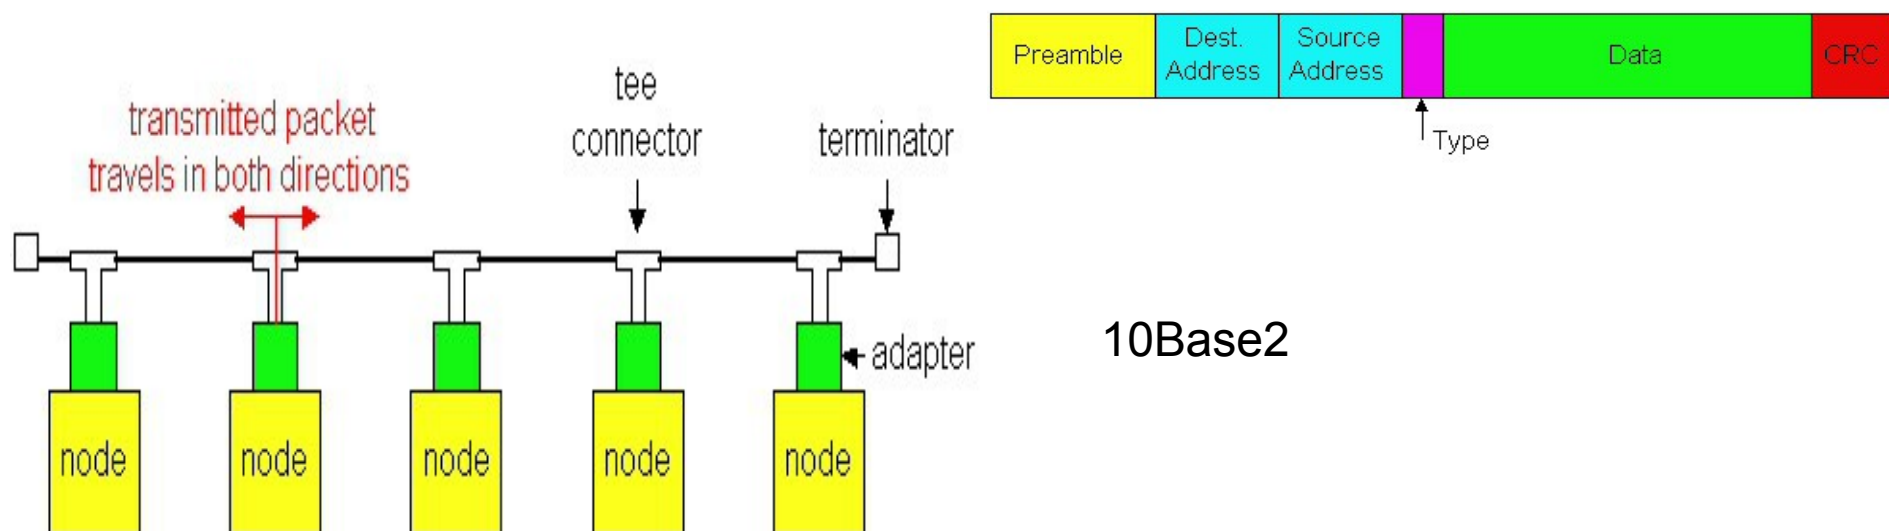 transmitted packet
travels in both directions
tee
connector
terminator
adapter
node
node
node
node
node
Preamble
Dest.
Address
Source
Address
Data
CRC
Type
10Base2